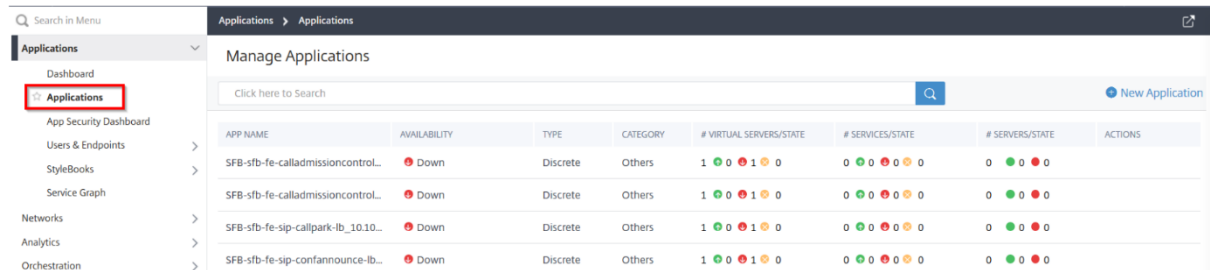 Search in Menu
Applications
Dashboard
Applications
App Security Dashboard
Users & Endpoints
StyleBooks
Service Graph
Networks
Analytics
Orchestration
Applications > Applications
Manage Applications
Click here to Search
New Application
APP NAME AVAILABILITY TYPE CATEGORY # VIRTUAL SERVERS/STATE # SERVICES/STATE # SERVERS/STATE ACTIONS
SFB-sfb-fe-calladmissioncontrol... Down Discrete Others 1 0 1 0 0 0 0 0 0 0 0
SFB-sfb-fe-calladmissioncontrol... Down Discrete Others 1 0 1 0 0 0 0 0 0 0 0
SFB-sfb-fe-sip-callpark-lb_10.10... Down Discrete Others 1 0 1 0 0 0 0 0 0 0 0
SFB-sfb-fe-sip-confannounce-lb... Down Discrete Others 1 0 1 0 0 0 0 0 0 0 0